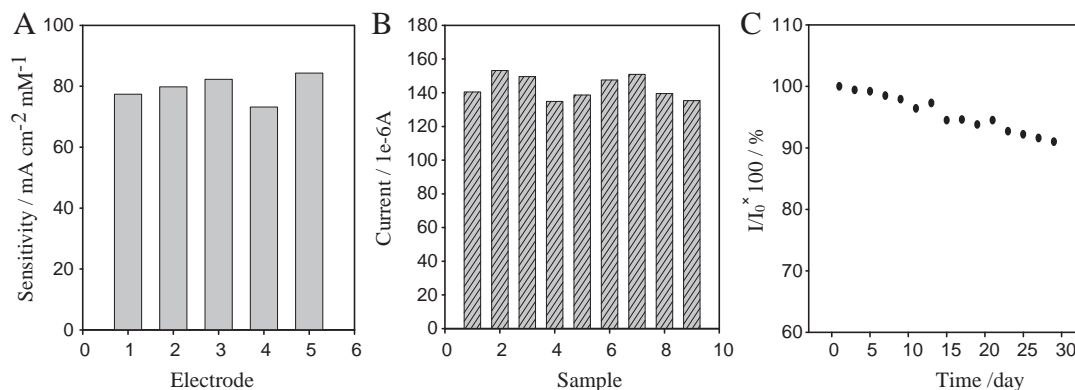 A
Sensitivity / mA cm-2 mM-1
100
80
60
40
20
0
0 1 2 3 4 5 6
Electrode
B
Current / 1e-6A
180
160
140
120
100
80
60
40
20
0
0 2 4 6 8 10
Sample
C
I/I0× 100 / %
110
100
90
80
70
60
0 5 10 15 20 25 30
Time /day